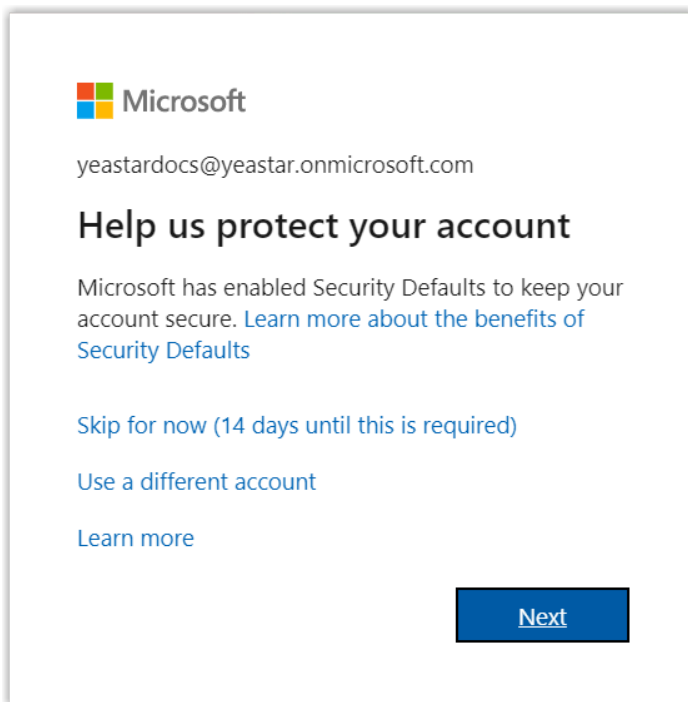 Microsoft
yeastardocs@yeastar.onmicrosoft.com
Help us protect your account
Microsoft has enabled Security Defaults to keep your
account secure. Learn more about the benefits of
Security Defaults
Skip for now (14 days until this is required)
Use a different account
Learn more
Next